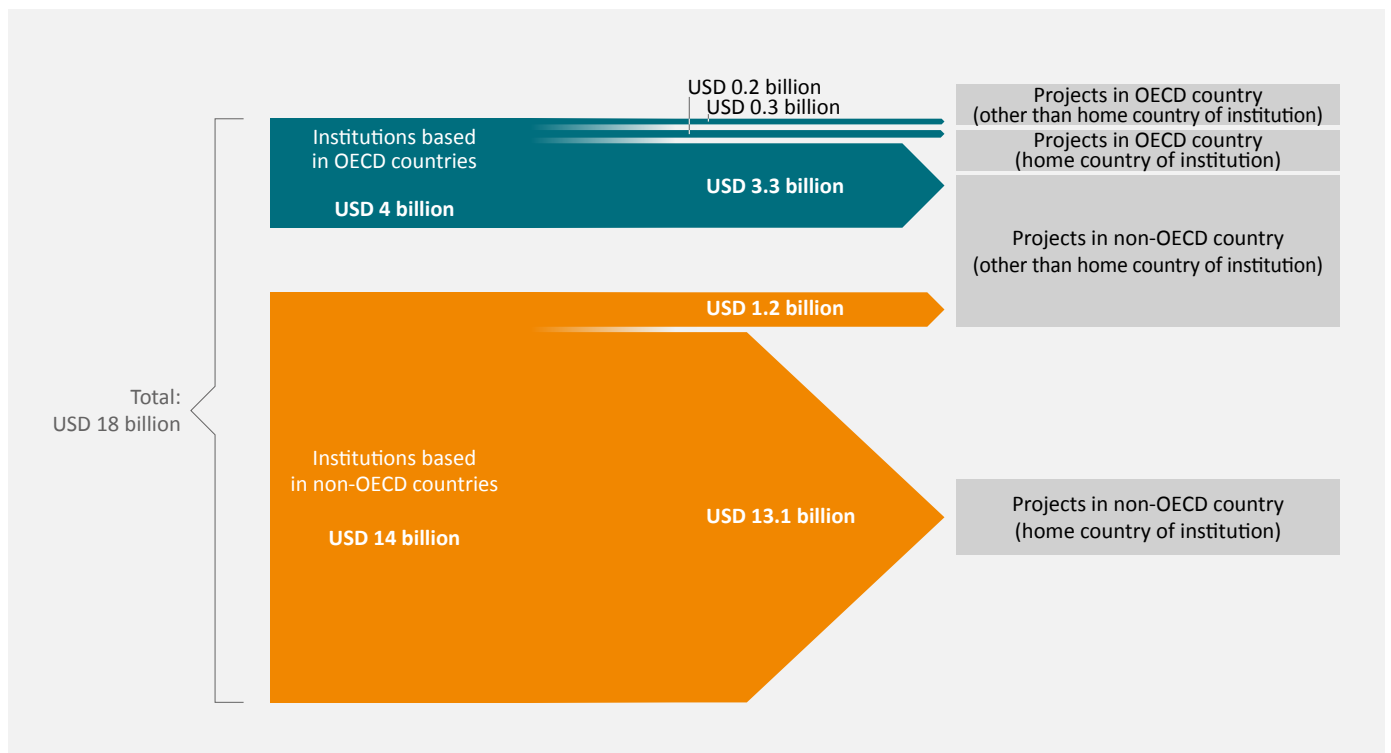 USD 0.2 billion
USD 0.3 billion
Projects in OECD country
(other than home country of institution)
Institutions based
in OECD countries
Projects in OECD country
(home country of institution)
USD 3.3 billion
USD 4 billion
Projects in non-OECD country
(other than home country of institution)
USD 1.2 billion
Total:
USD 18 billion
Institutions based
in non-OECD countries
USD 14 billion
USD 13.1 billion
Projects in non-OECD country
(home country of institution)